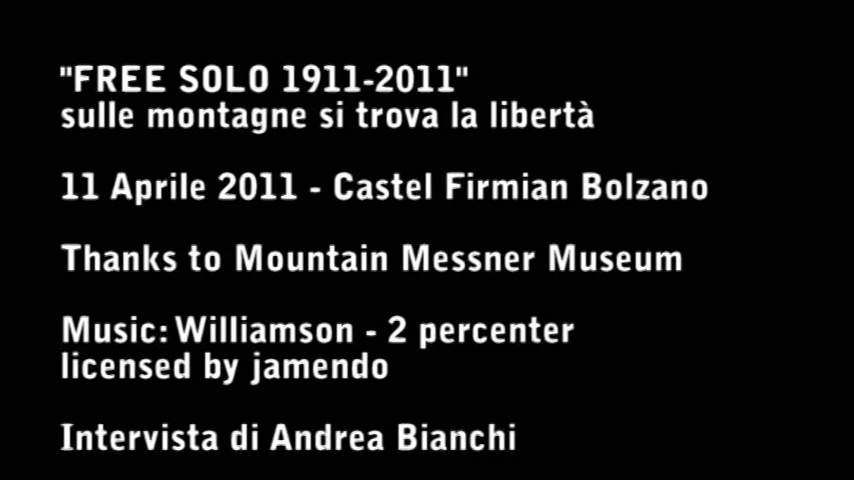 "FREE SOLO 1911-2011"
sulle montagne si trova la libertà
11 Aprile 2011 - Castel Firmian Bolzano
Thanks to Mountain Messner Museum
Music: Williamson - 2 percenter
licensed by jamendo
Intervista di Andrea Bianchi